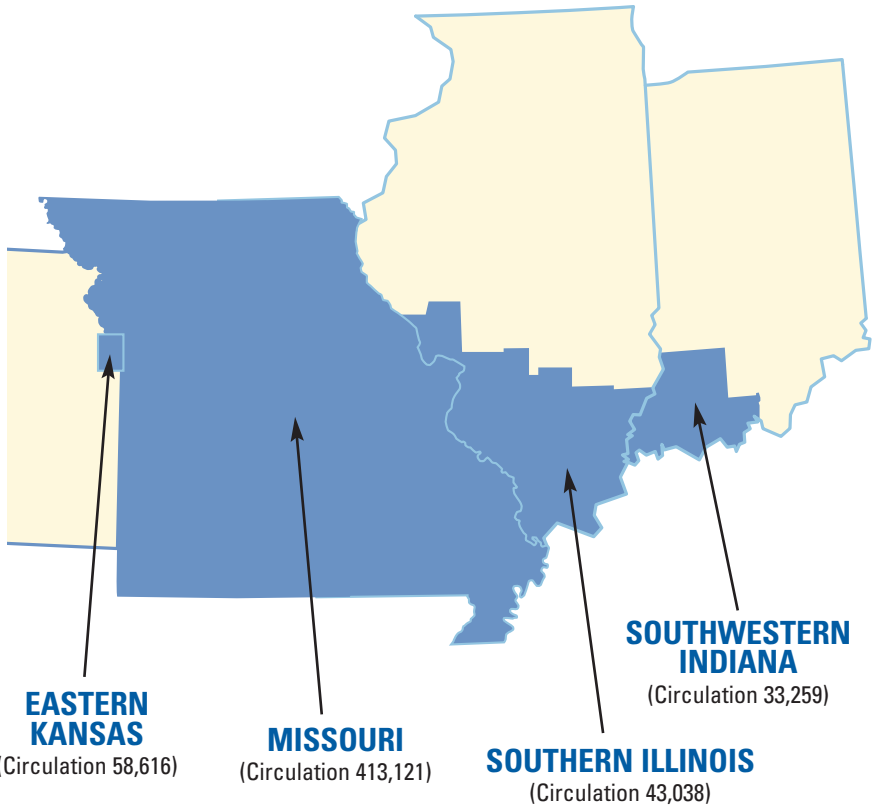 EASTERN
KANSAS
(Circulation 58,616)
MISSOURI
(Circulation 413,121)
SOUTHERN ILLINOIS
(Circulation 43,038)
SOUTHWESTERN
INDIANA
(Circulation 33,259)